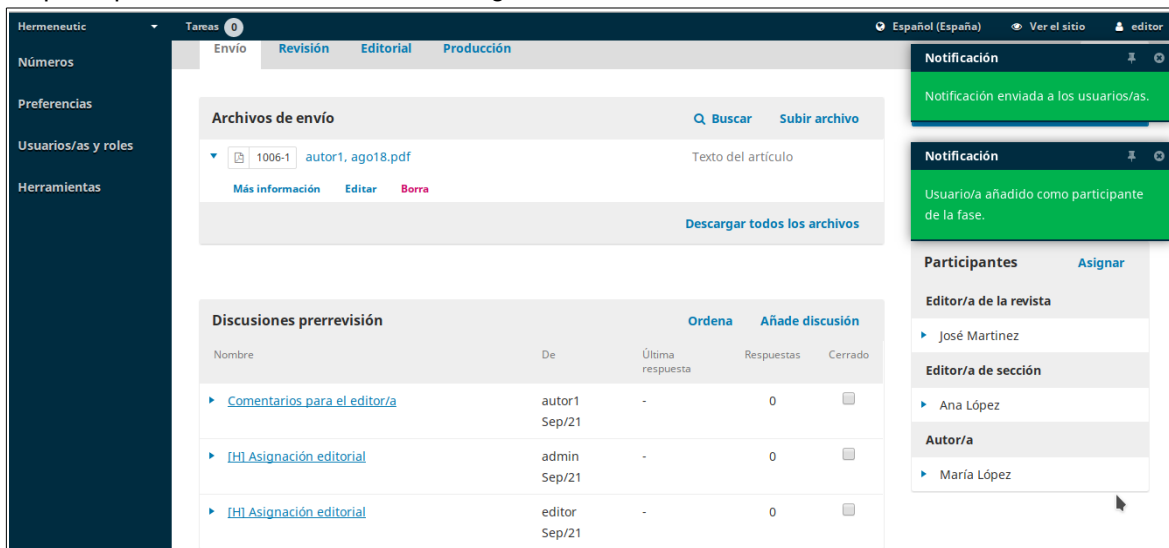 Hermeneutic
Tareas 0
Español (España)
Ver el sitio
editor
Números
Preferencias
Usuarios/as y roles
Herramientas
Envío Revisión Editorial Producción
Archivos de envío
Buscar Subir archivo
1006-1 autor1, ago18.pdf
Texto del artículo
Más información Editar Borra
Descargar todos los archivos
Discusiones prerrevisión
Ordena Añade discusión
Nombre De Última respuesta Respuestas Cerrado
Comentarios para el editor/a autor1 - 0
Sep/21
[H] Asignación editorial admin - 0
Sep/21
[H] Asignación editorial editor - 0
Sep/21
Notificación
Notificación enviada a los usuarios/as.
Notificación
Usuario/a añadido como participante
de la fase.
Participantes Asignar
Editor/a de la revista
José Martinez
Editor/a de sección
Ana López
Autor/a
María López